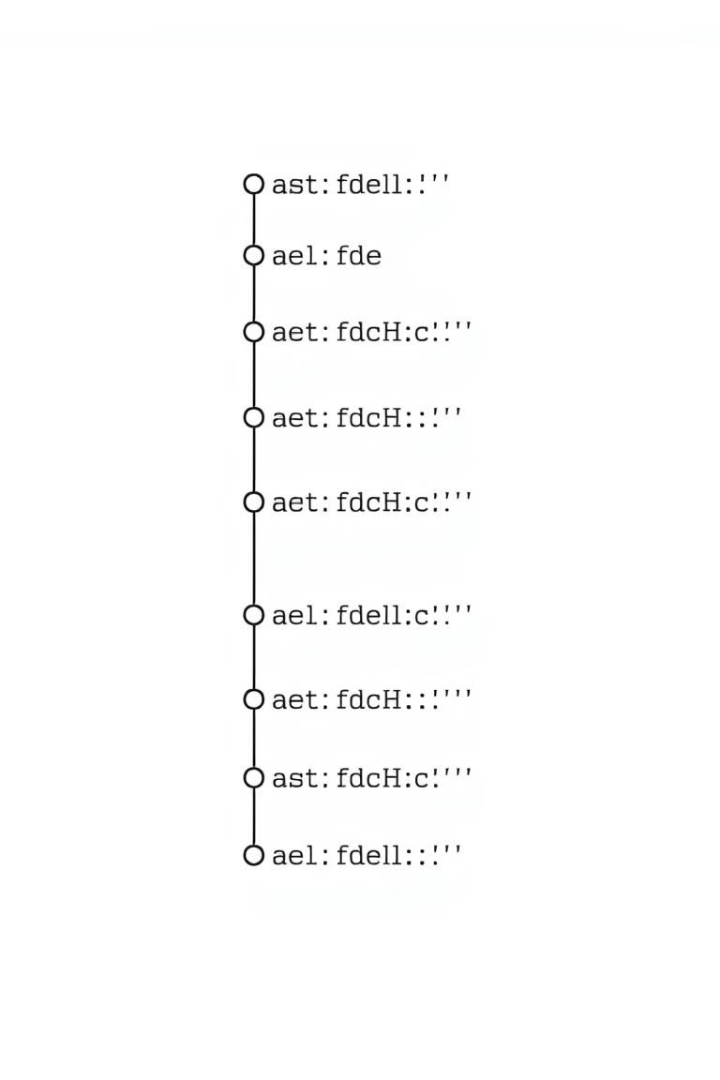 ast: fdell:!'''
ael: fde
aet: fdcH:c!!'''
aet: fdcH::!'''
aet: fdcH:c!!'''
ael: fdell:c!!'''
aet: fdcH::!''''
ast: fdcH:c!''''
ael: fdell::!'''